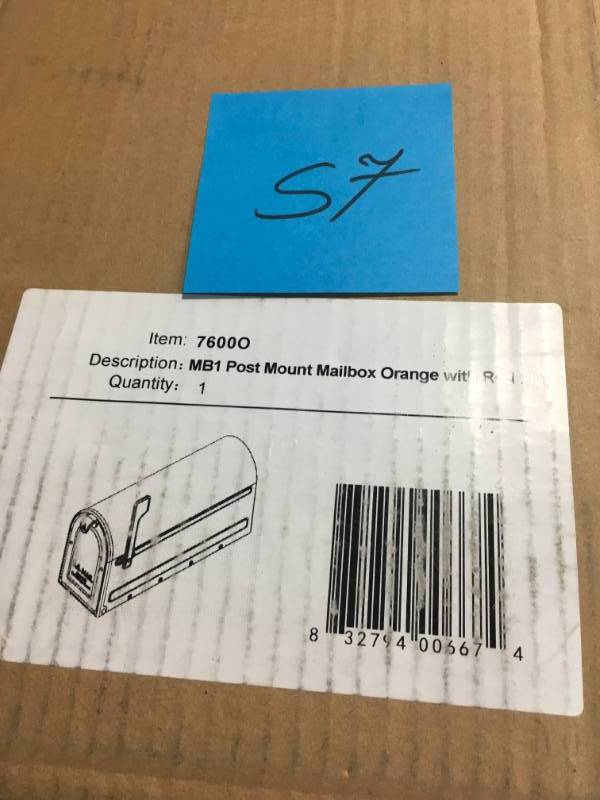 S7
Item: 7600O
Description: MB1 Post Mount Mailbox Orange with
Quantity: 1
8 32794 00667 4